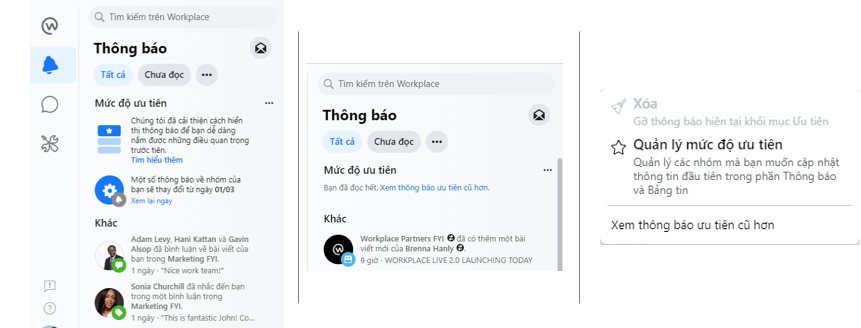 Tìm kiếm trên Workplace
Thông báo
Tất cả
Chưa đọc
Mức độ ưu tiên
Chúng tôi đã cải thiện cách hiển
thị thông báo để bạn dễ dàng
nắm được những điều quan trọng
trước tiên.
Tìm hiểu thêm
Một số thông báo về nhóm của
bạn sẽ thay đổi từ ngày 01/03
Xem lại ngay
Khác
Adam Levy, Hani Kattan và Gavin
Alsop đã bình luận về bài viết của
bạn trong Marketing FYI.
1 ngày · "Nice work team!"
Sonia Churchill đã nhắc đến bạn
trong một bình luận trong
Marketing FYI.
1 ngày · "This is fantastic John! Co...
Tìm kiếm trên Workplace
Thông báo
Tất cả
Chưa đọc
Mức độ ưu tiên
Bạn đã đọc hết. Xem thông báo ưu tiên cũ hơn.
Khác
Workplace Partners FYI đã có thêm một bài
viết mới của Brenna Hanly.
9 giờ · WORKPLACE LIVE 2.0 LAUNCHING TODAY
Xóa
Gỡ thông báo hiện tại khỏi mục Ưu tiên
Quản lý mức độ ưu tiên
Quản lý các nhóm mà bạn muốn cập nhật
thông tin đầu tiên trong phần Thông báo
và Bảng tin
Xem thông báo ưu tiên cũ hơn